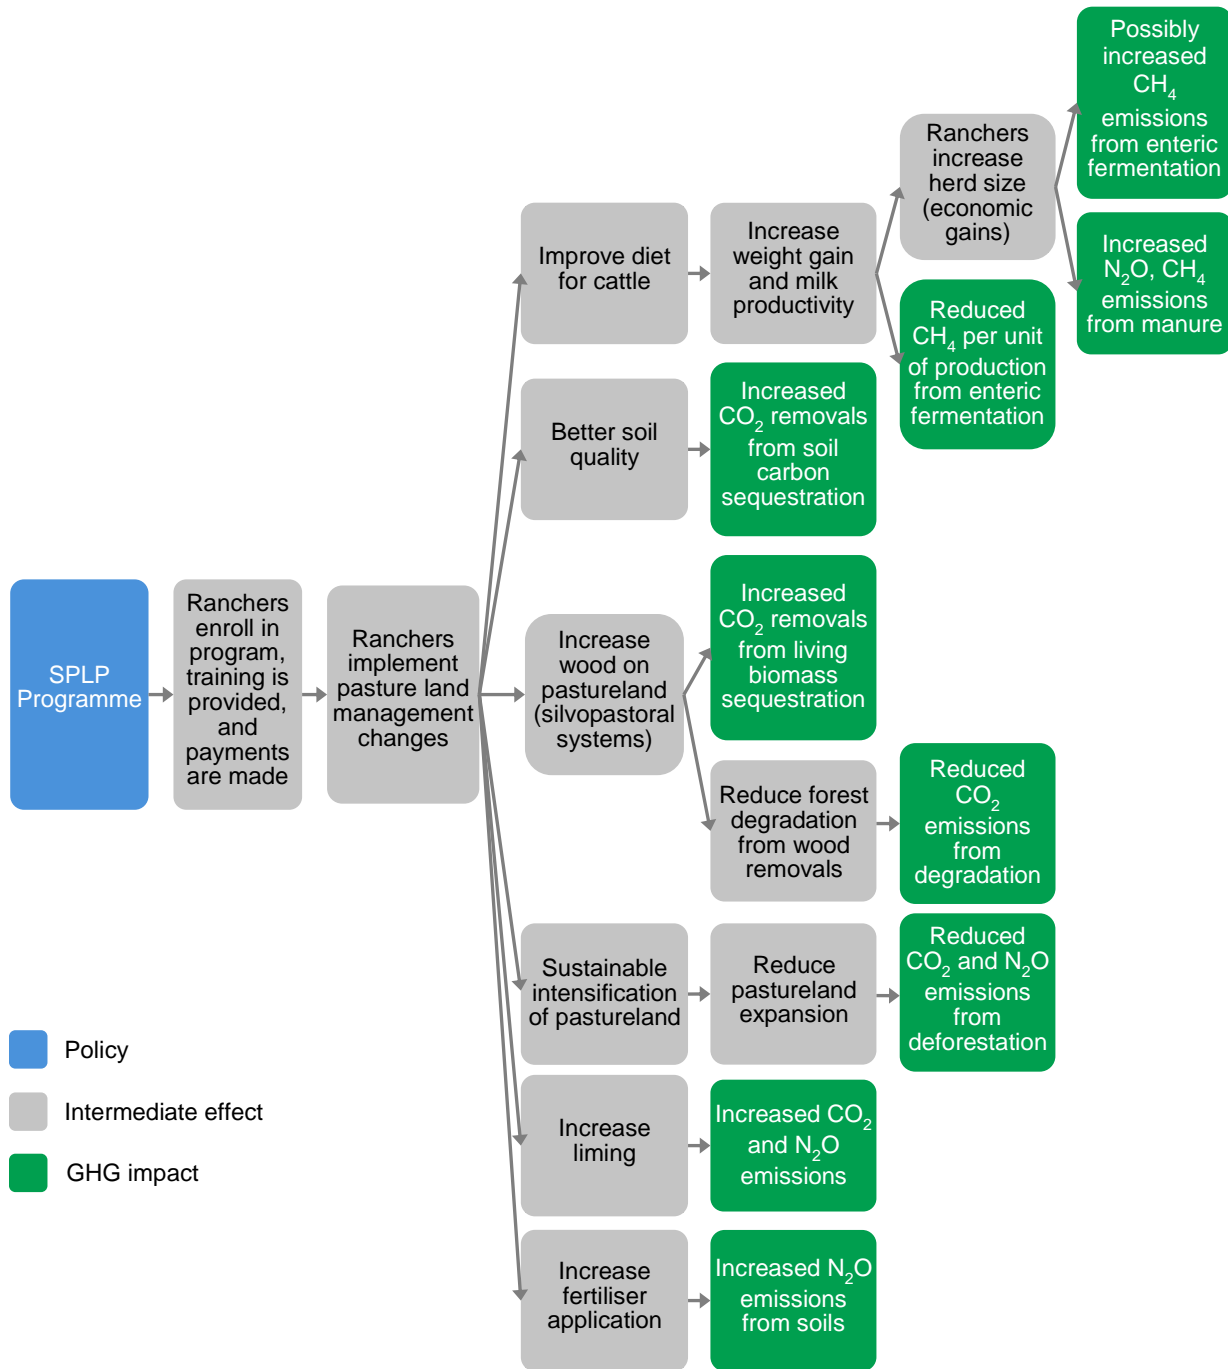 Possibly
increased
CH₄
emissions
from enteric
fermentation
Ranchers
increase
herd size
(economic
gains)
Improve diet
for cattle
Increase
weight gain
and milk
productivity
Increased
N₂O, CH₄
emissions
from manure
Reduced
CH₄ per unit
of production
from enteric
fermentation
Better soil
quality
Increased
CO₂ removals
from soil
carbon
sequestration
SPLP
Programme
Ranchers
enroll in
program,
training is
provided,
and
payments
are made
Ranchers
implement
pasture land
management
changes
Increase
wood on
pastureland
(silvopastoral
systems)
Increased
CO₂ removals
from living
biomass
sequestration
Reduce forest
degradation
from wood
removals
Reduced
CO₂
emissions
from
degradation
Sustainable
intensification
of pastureland
Reduce
pastureland
expansion
Reduced
CO₂ and N₂O
emissions
from
deforestation
Increase
liming
Increased CO₂
and N₂O
emissions
Increase
fertiliser
application
Increased N₂O
emissions
from soils
Policy
Intermediate effect
GHG impact